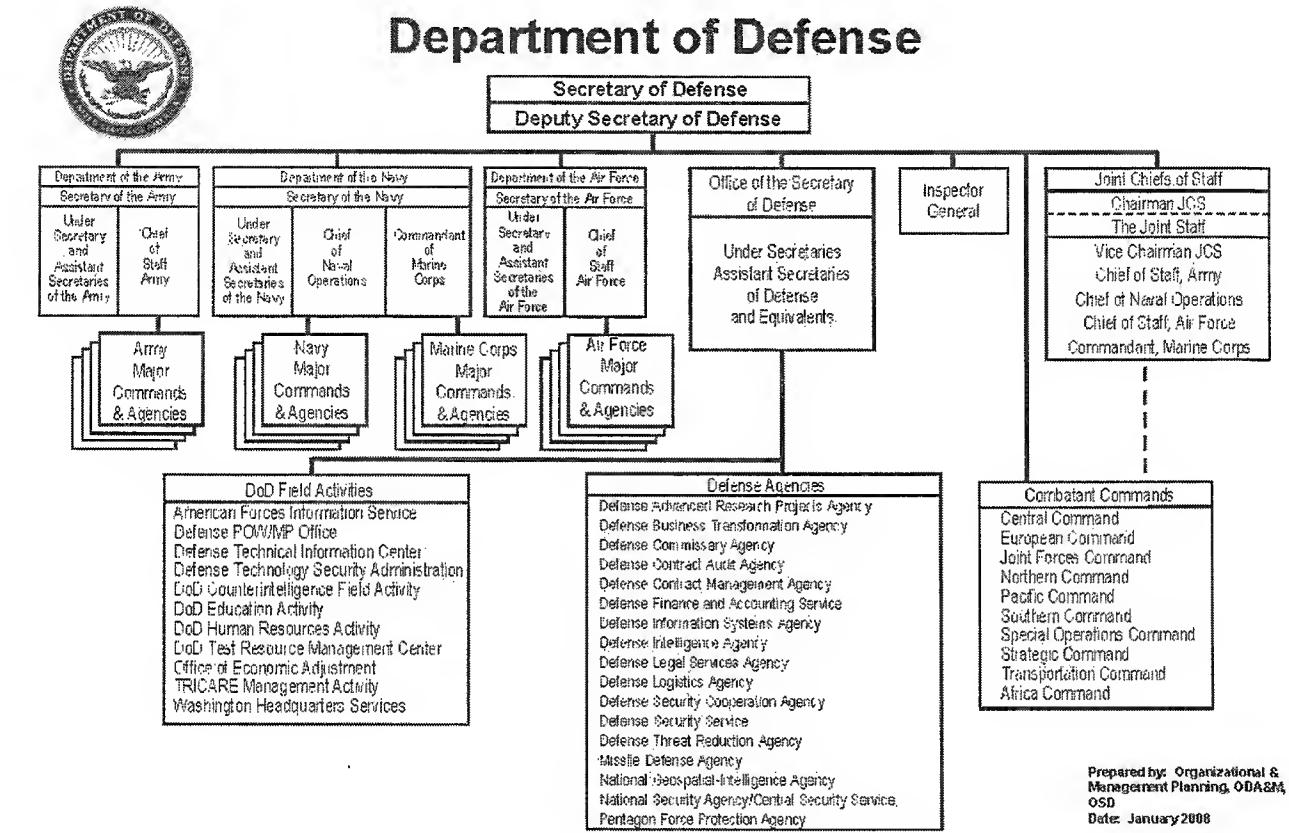 DEPARTMENT OF DEFENSE
Department of Defense
Secretary of Defense
Deputy Secretary of Defense
Department of the Army
Secretary of the Army
Under
Secretary
and
Assistant
Secretaries
of the Army
Chief
of
Staff
Army
Department of the Navy
Secretary of the Navy
Under
Secretary
and
Assistant
Secretaries
of the Navy
Chief
of
Naval
Operations
Commandant
of
Marine
Corps
Department of the Air Force
Secretary of the Air Force
Under
Secretary
and
Assistant
Secretaries
of the
Air Force
Chief
of
Staff
Air Force
Office of the Secretary
of Defense
Under Secretaries
Assistant Secretaries
of Defense
and Equivalents
Inspector
General
Joint Chiefs of Staff
Chairman JCS
The Joint Staff
Vice Chairman JCS
Chief of Staff, Army
Chief of Naval Operations
Chief of Staff, Air Force
Commandant, Marine Corps
Army
Major
Commands
& Agencies
Navy
Major
Commands
& Agencies
Marine Corps
Major
Commands
& Agencies
Air Force
Major
Commands
& Agencies
DoD Field Activities
American Forces Information Service
Defense POW/MP Office
Defense Technical Information Center
Defense Technology Security Administration
DoD Counterintelligence Field Activity
DoD Education Activity
DoD Human Resources Activity
DoD Test Resource Management Center
Office of Economic Adjustment
TRICARE Management Activity
Washington Headquarters Services
Defense Agencies
Defense Advanced Research Projects Agency
Defense Business Transformation Agency
Defense Commissary Agency
Defense Contract Audit Agency
Defense Contract Management Agency
Defense Finance and Accounting Service
Defense Information Systems Agency
Defense Intelligence Agency
Defense Legal Services Agency
Defense Logistics Agency
Defense Security Cooperation Agency
Defense Security Service
Defense Threat Reduction Agency
Missile Defense Agency
National Geospatial-Intelligence Agency
National Security Agency/Central Security Service
Pentagon Force Protection Agency
Combatant Commands
Central Command
European Command
Joint Forces Command
Northern Command
Pacific Command
Southern Command
Special Operations Command
Strategic Command
Transportation Command
Africa Command
Prepared by: Organizational &
Management Planning, ODA&M,
OSD
Date: January 2008